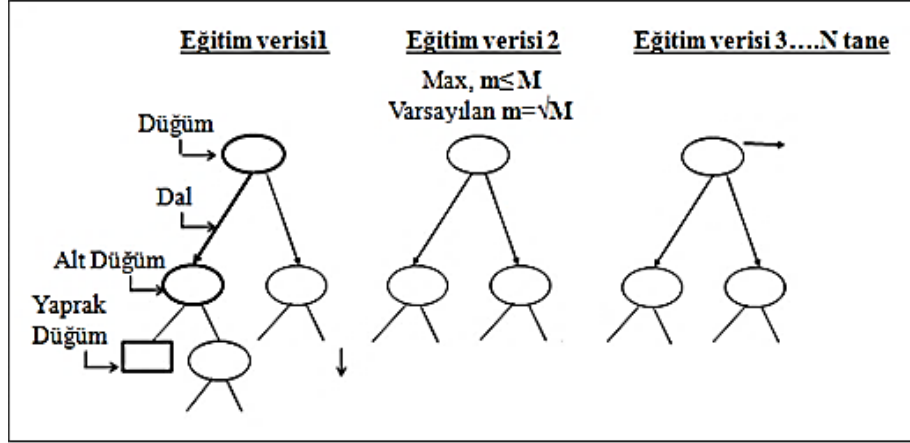 Eğitim verisi1
Eğitim verisi 2
Eğitim verisi 3....N tane
Max, m≤M
Varsayılan m=√M
Düğüm
Dal
Alt Düğüm
Yaprak
Düğüm